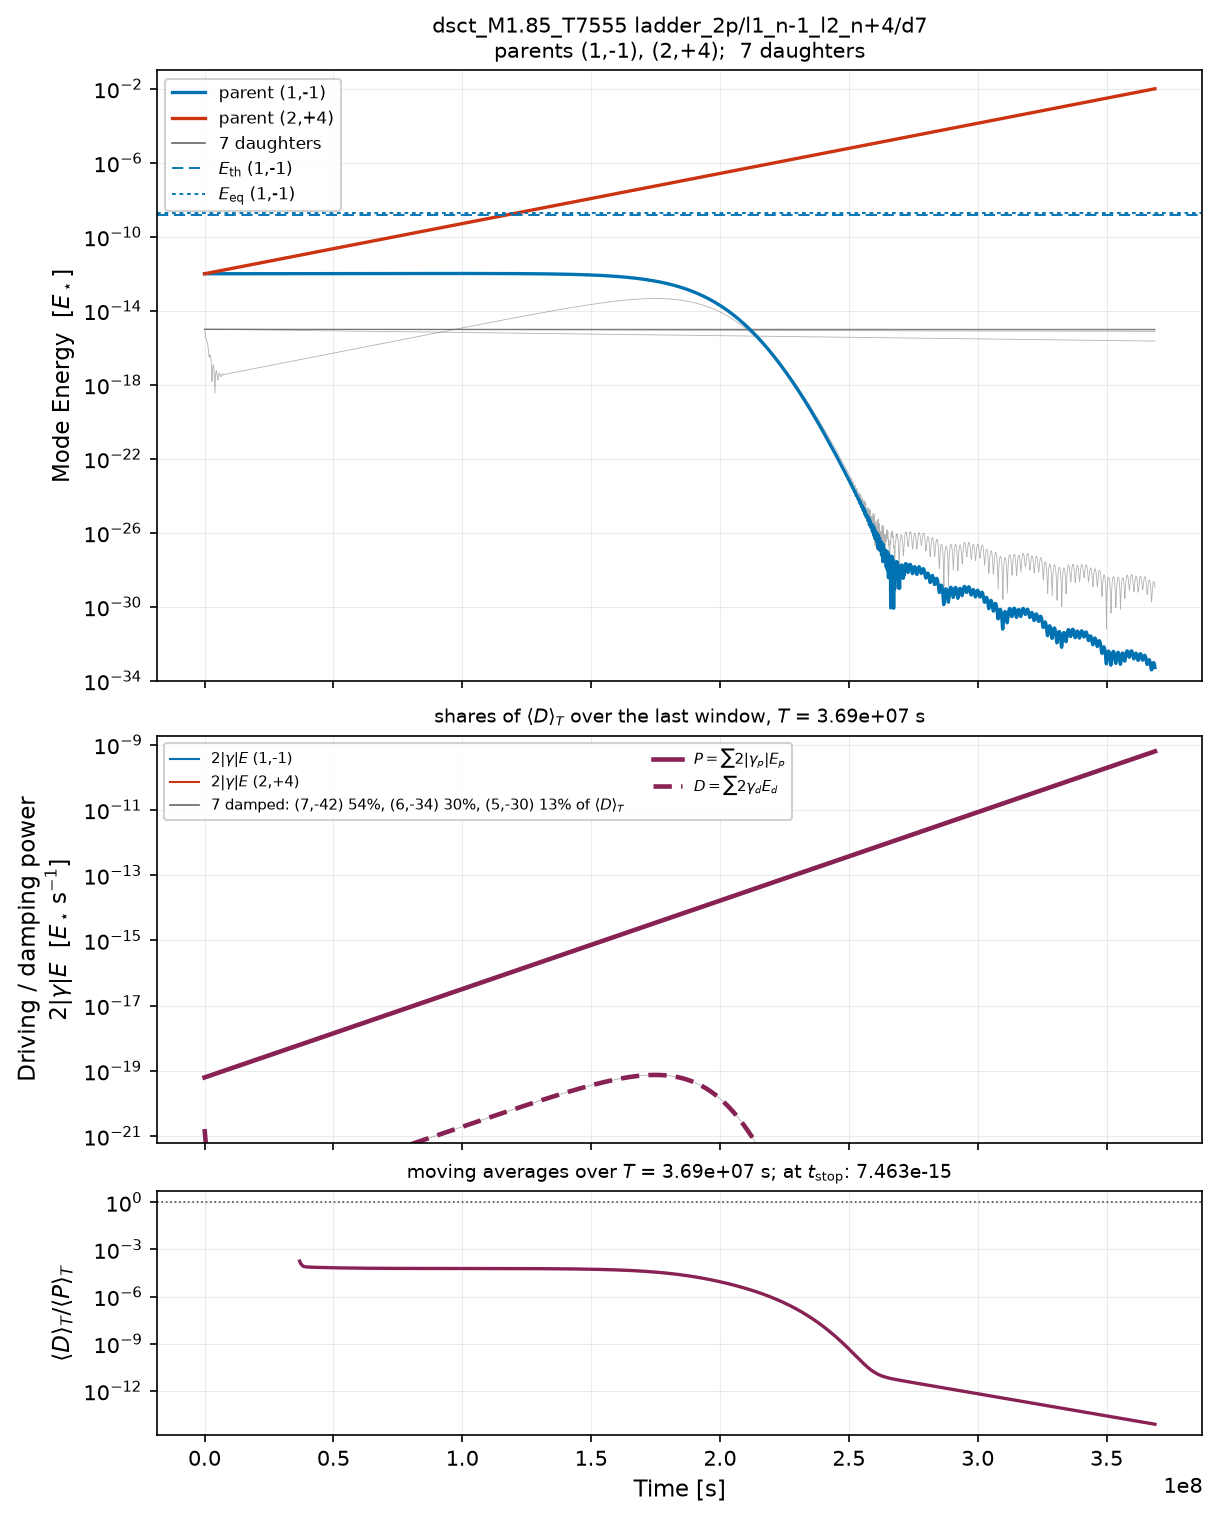 dsct_M1.85_T7555 ladder_2p/l1_n-1_l2_n+4/d7
parents (1,-1), (2,+4);  7 daughters
parent (1,-1)
parent (2,+4)
7 daughters
E_th (1,-1)
E_eq (1,-1)
Mode Energy [E⋆]
10⁻²
10⁻⁶
10⁻¹⁰
10⁻¹⁴
10⁻¹⁸
10⁻²²
10⁻²⁶
10⁻³⁰
10⁻³⁴
shares of ⟨D⟩_T over the last window, T = 3.69e+07 s
2|γ|E (1,-1)
2|γ|E (2,+4)
7 damped: (7,-42) 54%, (6,-34) 30%, (5,-30) 13% of ⟨D⟩_T
P = ∑2|γ_p|E_p
D = ∑2γ_d E_d
Driving / damping power
2|γ|E [E⋆ s⁻¹]
10⁻⁹
10⁻¹¹
10⁻¹³
10⁻¹⁵
10⁻¹⁷
10⁻¹⁹
10⁻²¹
moving averages over T = 3.69e+07 s; at t_stop: 7.463e-15
⟨D⟩_T/⟨P⟩_T
10⁰
10⁻³
10⁻⁶
10⁻⁹
10⁻¹²
0.0 0.5 1.0 1.5 2.0 2.5 3.0 3.5
1e8
Time [s]